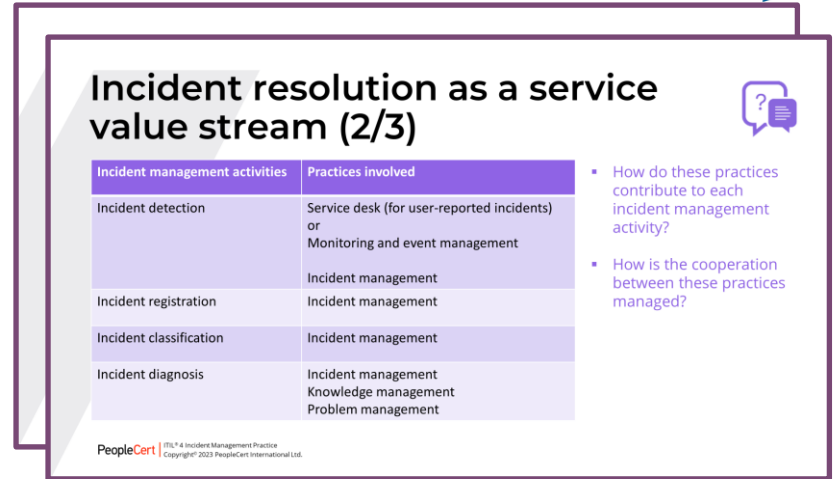 Incident resolution as a service
value stream (2/3)
?
Incident management activities Practices involved
Incident detection Service desk (for user-reported incidents)
or
Monitoring and event management
Incident management
Incident registration Incident management
Incident classification Incident management
Incident diagnosis Incident management
Knowledge management
Problem management
▪ How do these practices
contribute to each
incident management
activity?
▪ How is the cooperation
between these practices
managed?
PeopleCert ITIL® 4 Incident Management Practice
Copyright© 2023 PeopleCert International Ltd.